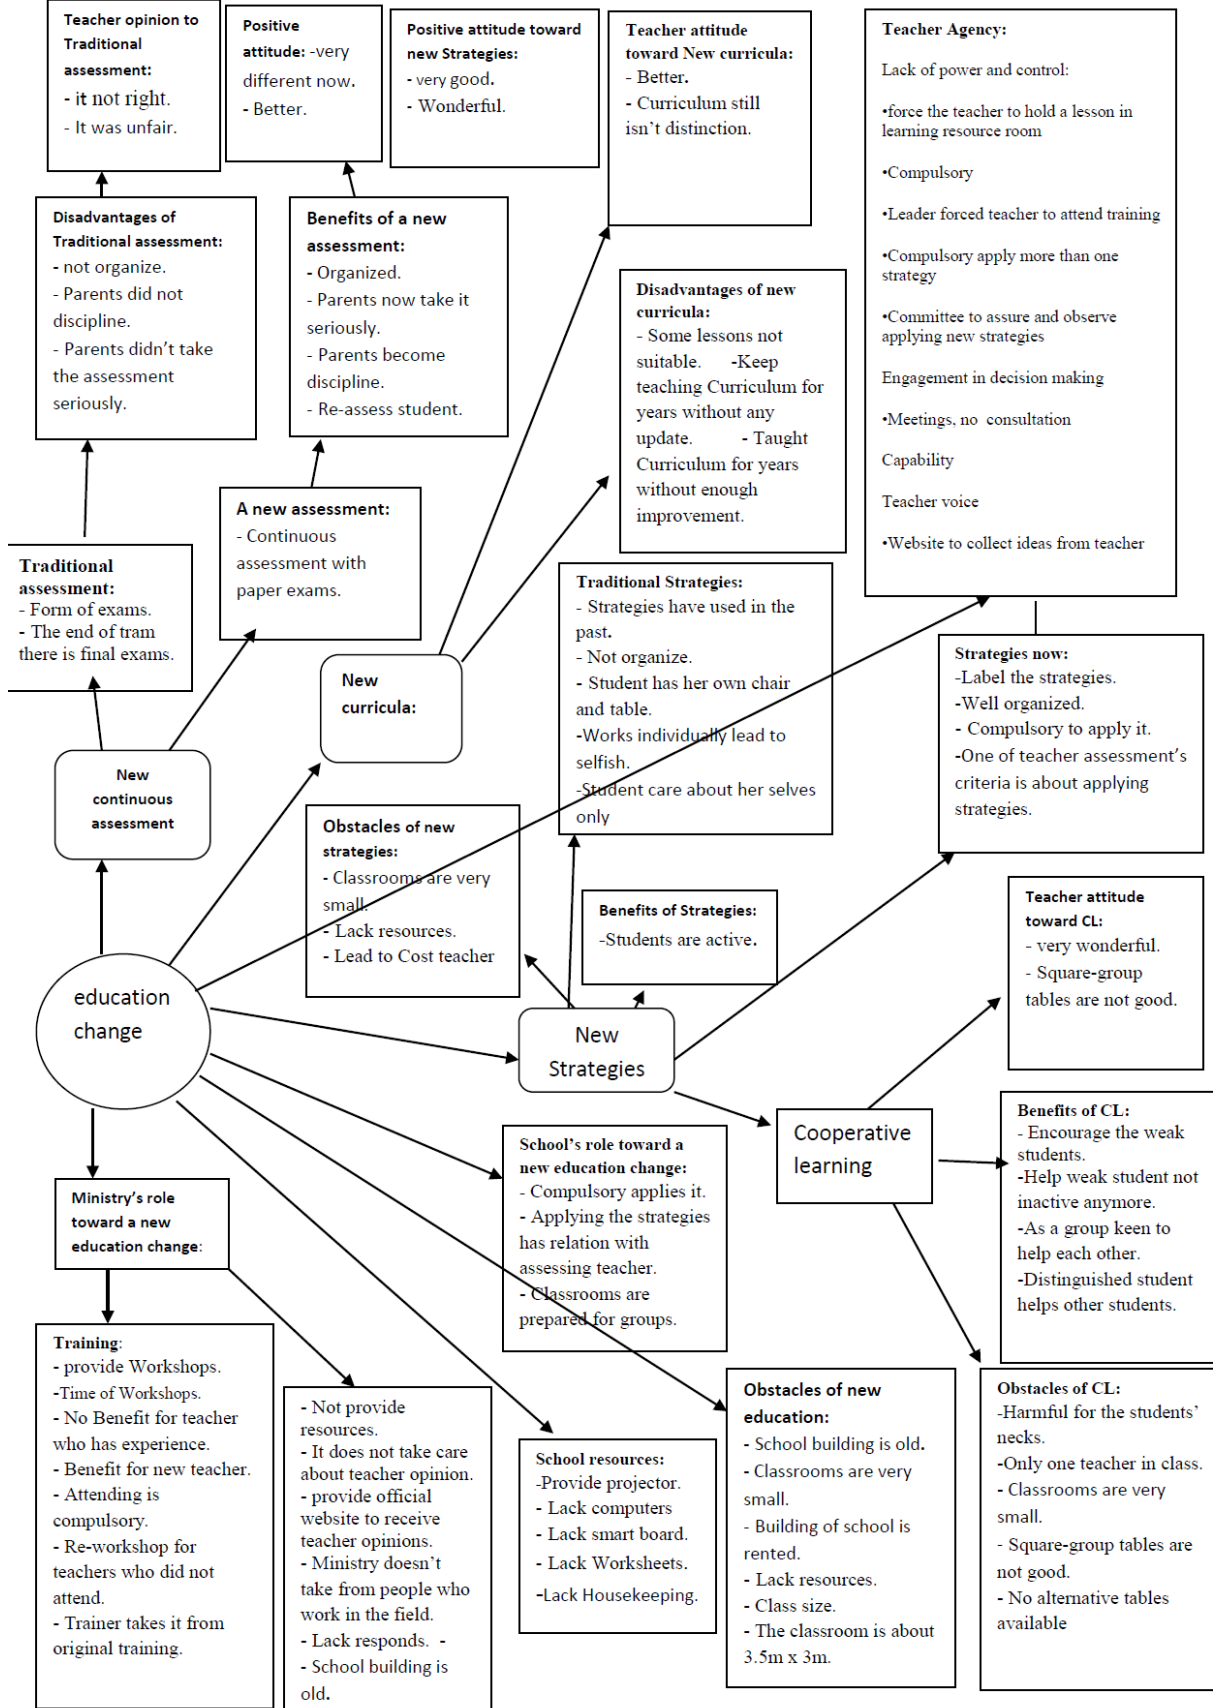 Teacher opinion to
Traditional
assessment:
- it not right.
- It was unfair.
Positive
attitude: -very
different now.
- Better.
Positive attitude toward
new Strategies:
- very good.
- Wonderful.
Teacher attitude
toward New curricula:
- Better.
- Curriculum still
isn't distinction.
Teacher Agency:
Lack of power and control:
•force the teacher to hold a lesson in
learning resource room
•Compulsory
•Leader forced teacher to attend training
•Compulsory apply more than one
strategy
•Committee to assure and observe
applying new strategies
Engagement in decision making
•Meetings, no consultation
Capability
Teacher voice
•Website to collect ideas from teacher
Disadvantages of
Traditional assessment:
- not organize.
- Parents did not
discipline.
- Parents didn't take
the assessment
seriously.
Benefits of a new
assessment:
- Organized.
- Parents now take it
seriously.
- Parents become
discipline.
- Re-assess student.
Disadvantages of new
curricula:
- Some lessons not
suitable. -Keep
teaching Curriculum for
years without any
update. - Taught
Curriculum for years
without enough
improvement.
A new assessment:
- Continuous
assessment with
paper exams.
Traditional
assessment:
- Form of exams.
- The end of tram
there is final exams.
Traditional Strategies:
- Strategies have used in the
past.
- Not organize.
- Student has her own chair
and table.
-Works individually lead to
selfish.
-Student care about her selves
only
Strategies now:
-Label the strategies.
-Well organized.
- Compulsory to apply it.
-One of teacher assessment's
criteria is about applying
strategies.
New
curricula:
New
continuous
assessment
Obstacles of new
strategies:
- Classrooms are very
small.
- Lack resources.
- Lead to Cost teacher
Benefits of Strategies:
-Students are active.
Teacher attitude
toward CL:
- very wonderful.
- Square-group
tables are not good.
education
change
New
Strategies
Cooperative
learning
Benefits of CL:
- Encourage the weak
students.
-Help weak student not
inactive anymore.
-As a group keen to
help each other.
-Distinguished student
helps other students.
School's role toward a
new education change:
- Compulsory applies it.
- Applying the strategies
has relation with
assessing teacher.
- Classrooms are
prepared for groups.
Ministry's role
toward a new
education change:
Training:
- provide Workshops.
-Time of Workshops.
- No Benefit for teacher
who has experience.
- Benefit for new teacher.
- Attending is
compulsory.
- Re-workshop for
teachers who did not
attend.
- Trainer takes it from
original training.
- Not provide
resources.
- It does not take care
about teacher opinion.
- provide official
website to receive
teacher opinions.
- Ministry doesn't
take from people who
work in the field.
- Lack responds. -
- School building is
old.
School resources:
-Provide projector.
- Lack computers
- Lack smart board.
- Lack Worksheets.
-Lack Housekeeping.
Obstacles of new
education:
- School building is old.
- Classrooms are very
small.
- Building of school is
rented.
- Lack resources.
- Class size.
- The classroom is about
3.5m x 3m.
Obstacles of CL:
-Harmful for the students'
necks.
-Only one teacher in class.
- Classrooms are very
small.
- Square-group tables are
not good.
- No alternative tables
available